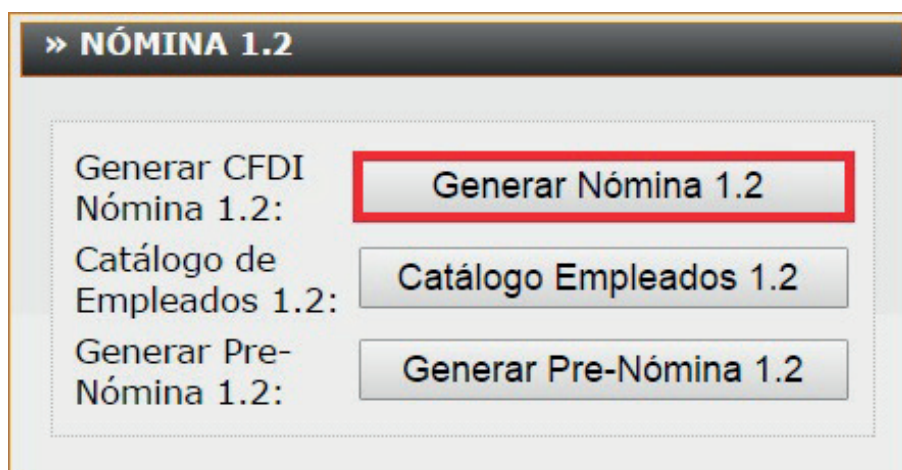 » NÓMINA 1.2
Generar CFDI
Nómina 1.2:
Generar Nómina 1.2
Catálogo de
Empleados 1.2:
Catálogo Empleados 1.2
Generar Pre-
Nómina 1.2:
Generar Pre-Nómina 1.2